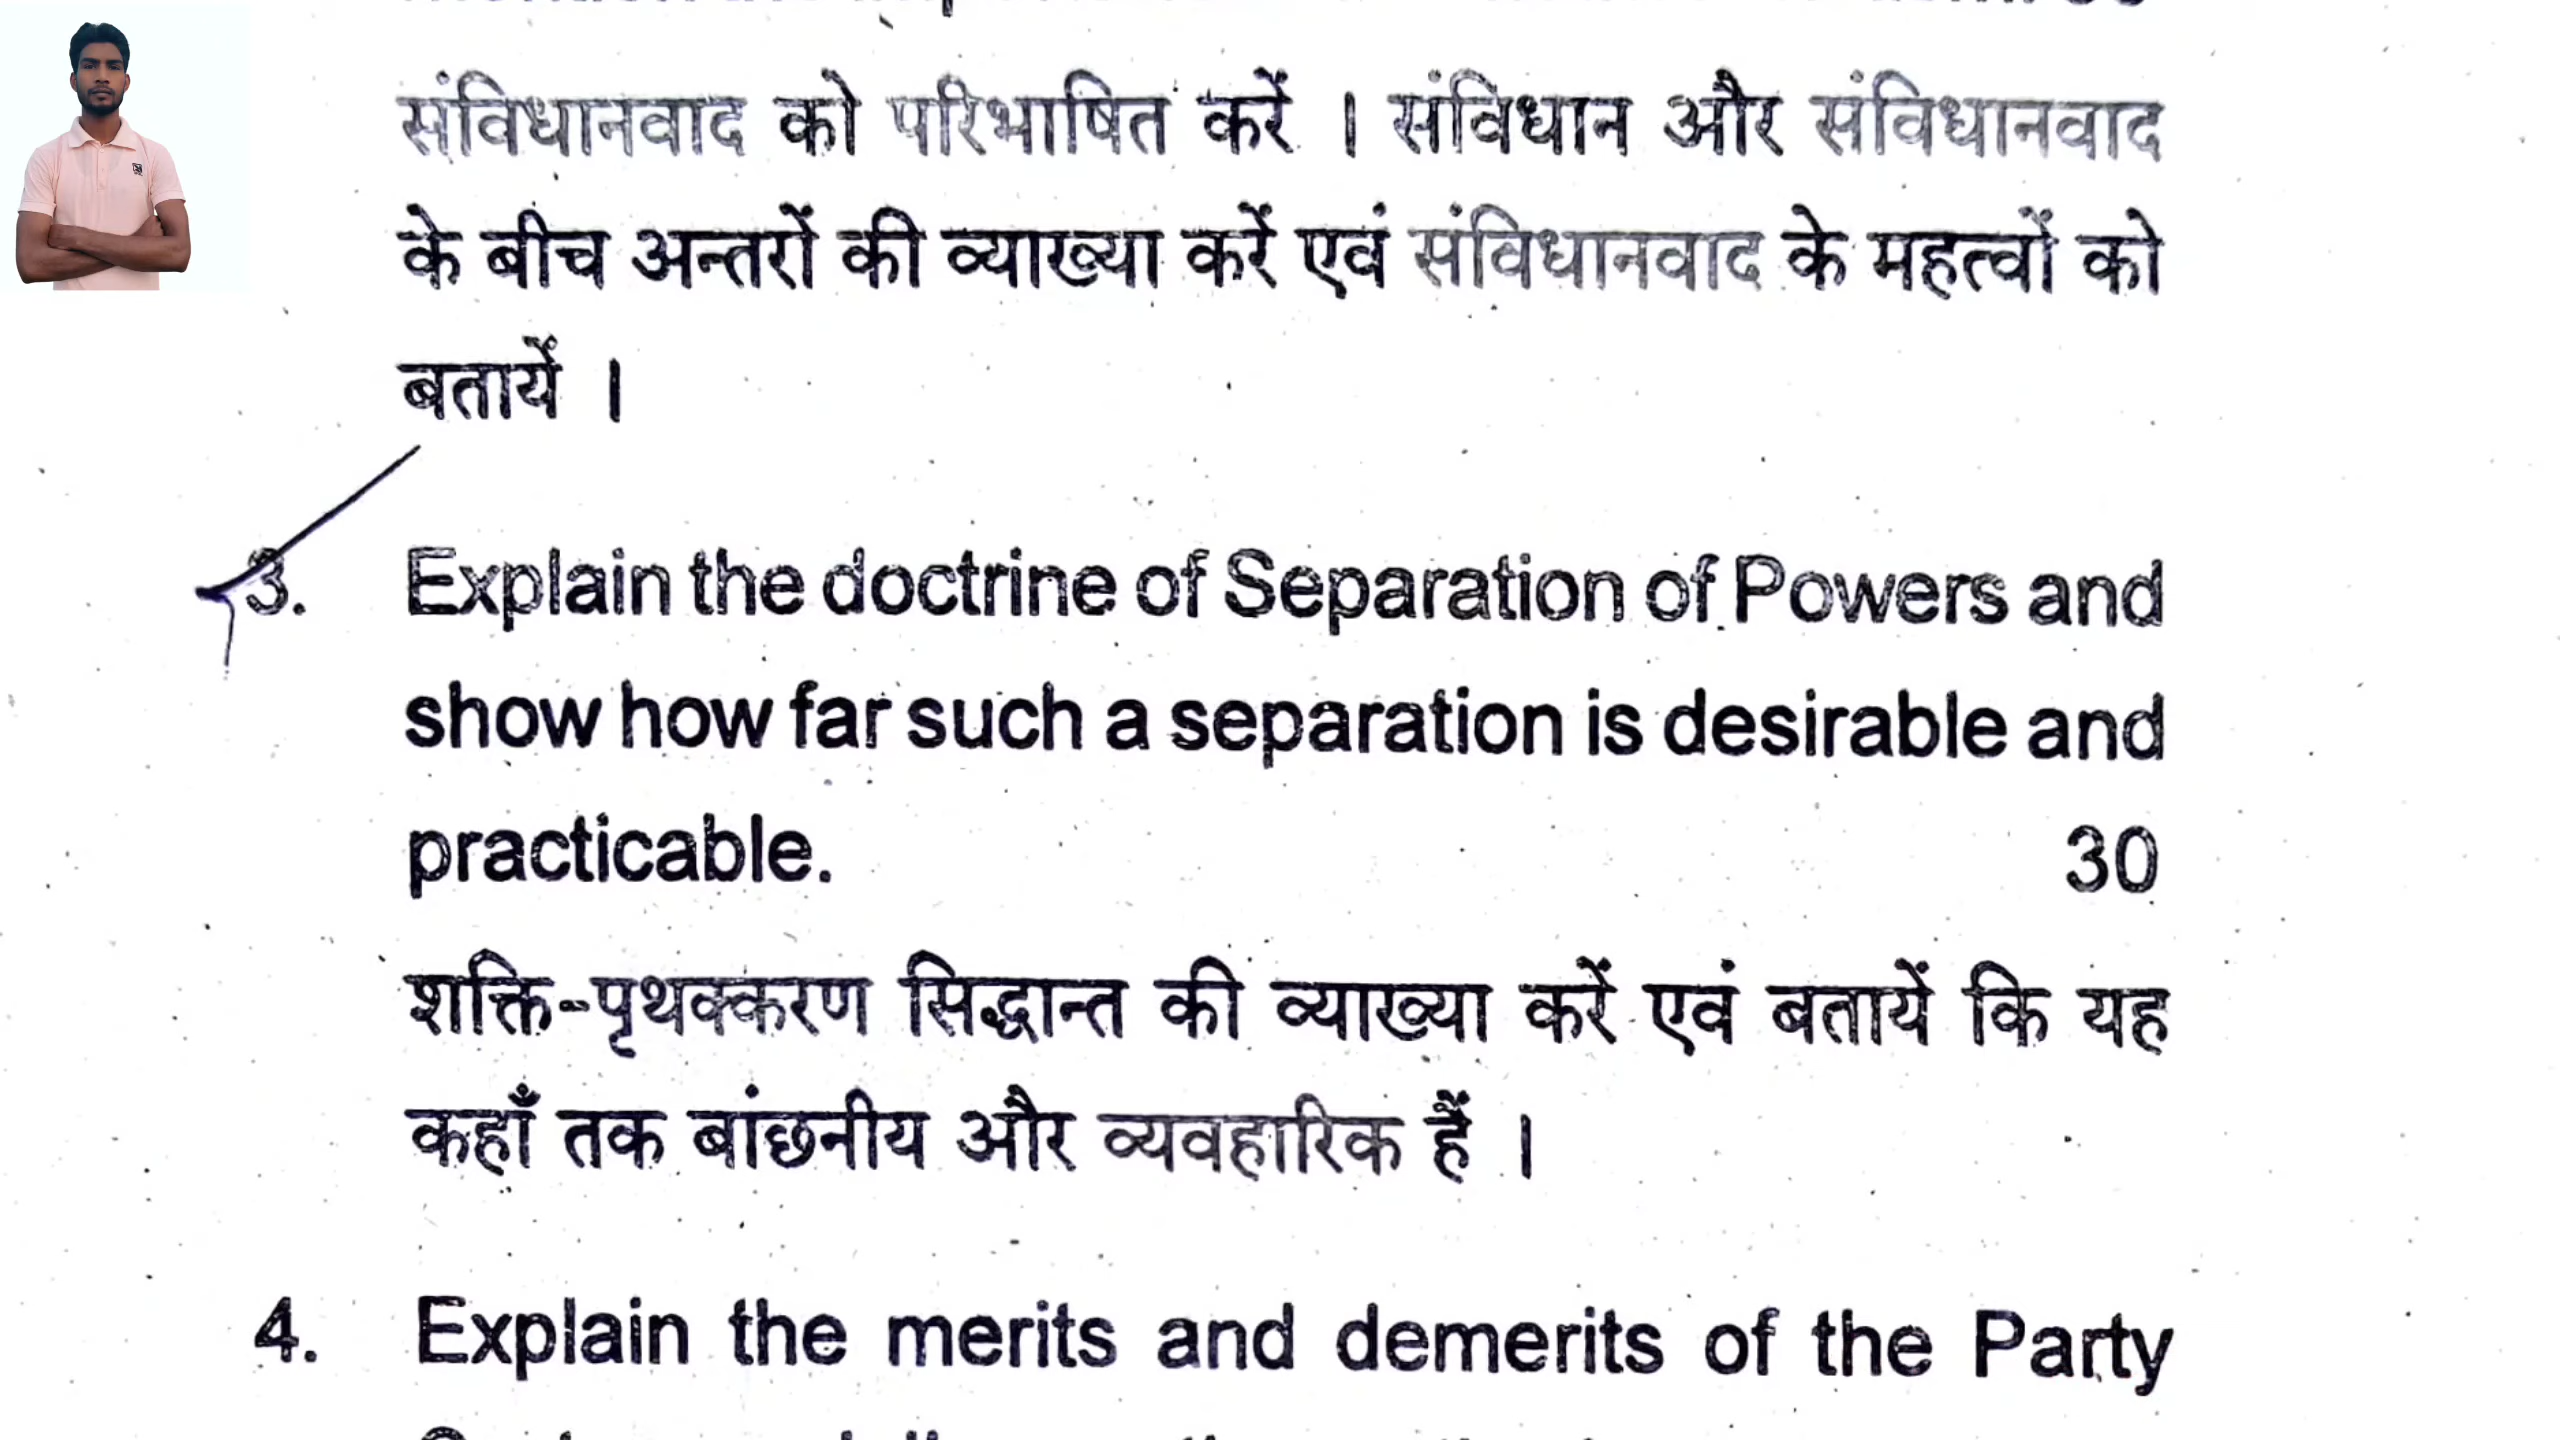 संविधानवाद को परिभाषित करें । संविधान और संविधानवाद
के बीच अन्तरों की व्याख्या करें एवं संविधानवाद के महत्वों को
बतायें ।
3. Explain the doctrine of Separation of Powers and
show how far such a separation is desirable and
practicable. 30
शक्ति-पृथक्करण सिद्धान्त की व्याख्या करें एवं बतायें कि यह
कहाँ तक बांछनीय और व्यवहारिक हैं ।
4. Explain the merits and demerits of the Party